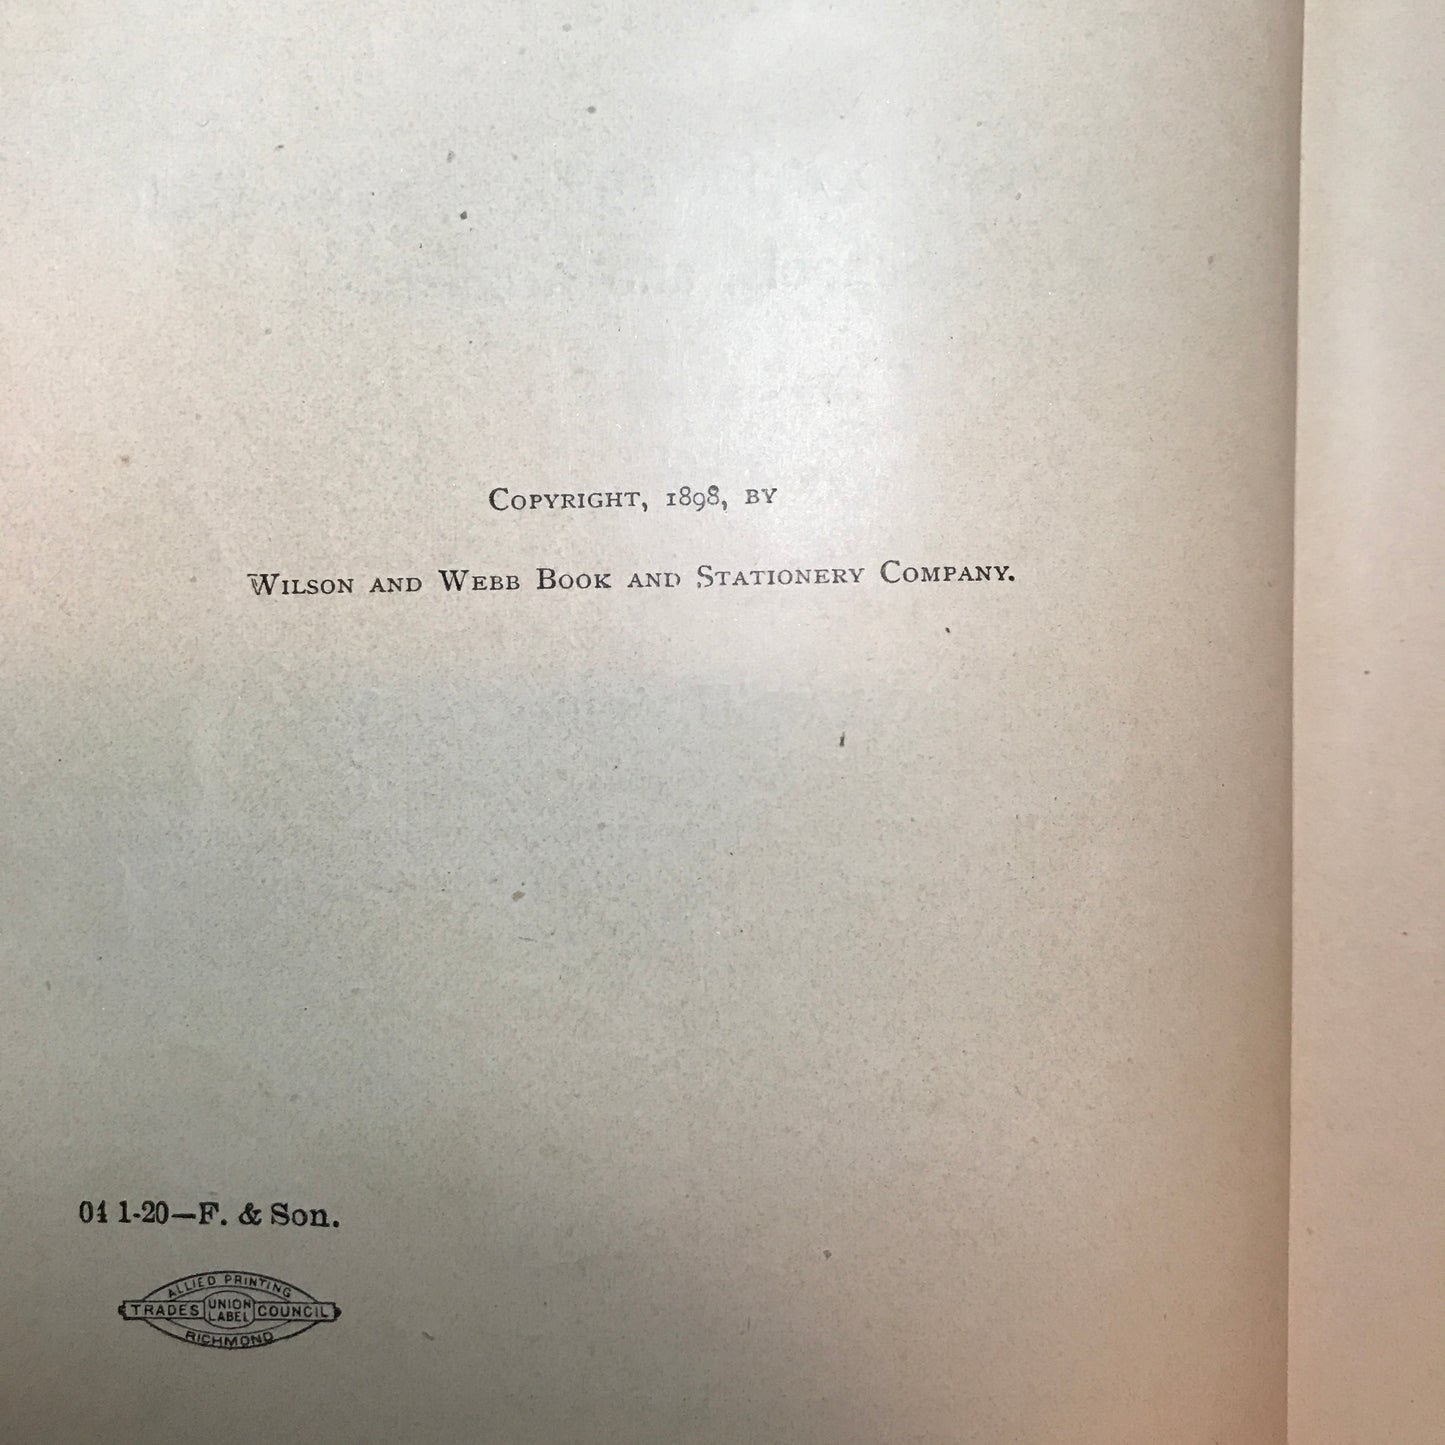 COPYRIGHT, 1898, BY
WILSON AND WEBB BOOK AND STATIONERY COMPANY.
04 1-20—F. & Son.
ALLIED PRINTING
TRADES UNION LABEL COUNCIL
RICHMOND